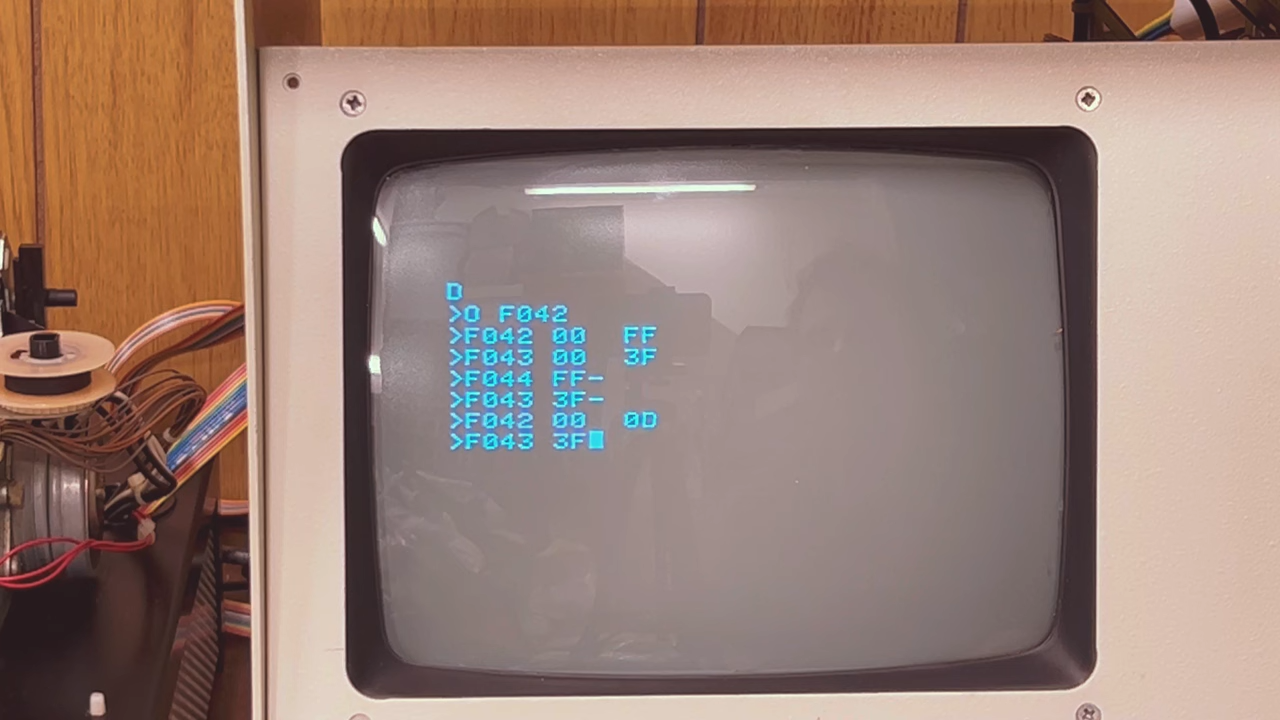 D
>O F042
>F042 00  FF
>F043 00  3F
>F044 FF-
>F043 3F-
>F042 00  0D
>F043 3F